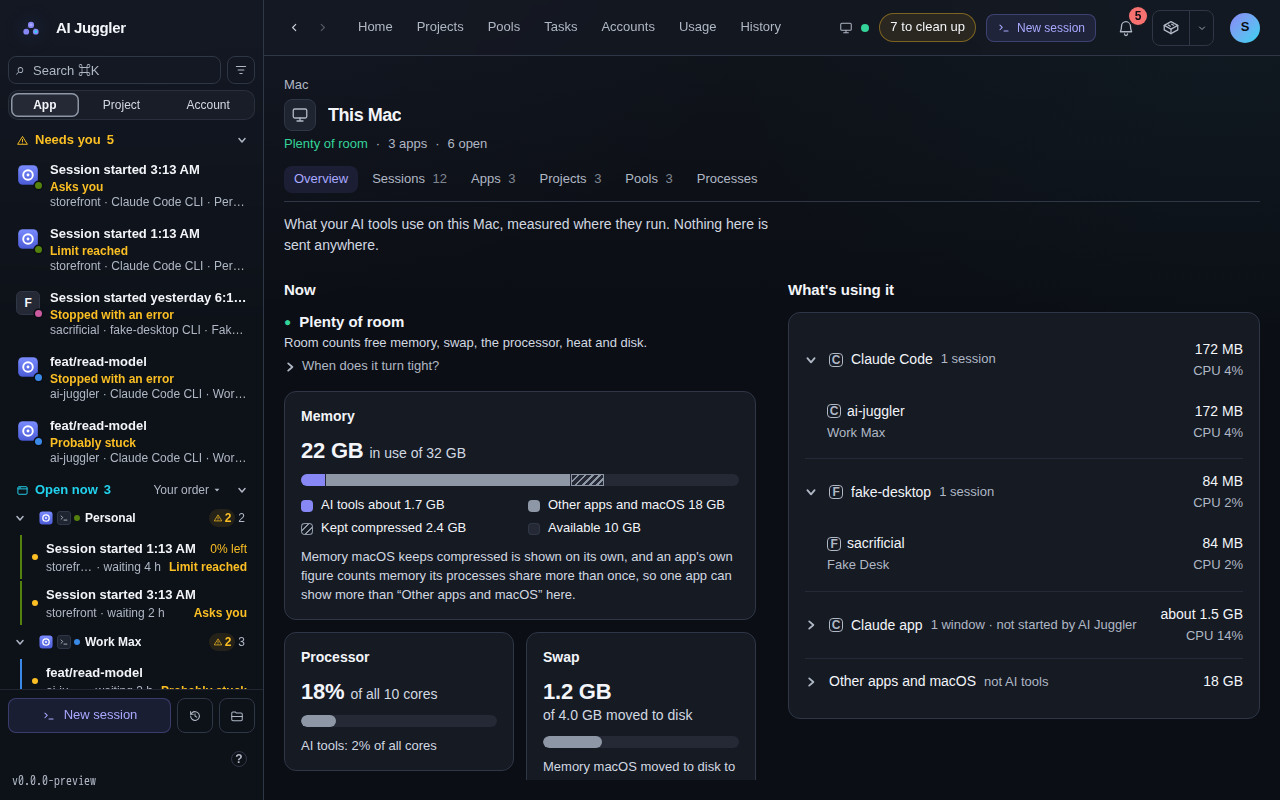 AI Juggler
Search ⌘K
App
Project
Account
Needs you 5
Session started 3:13 AM
Asks you
storefront · Claude Code CLI · Per…
Session started 1:13 AM
Limit reached
storefront · Claude Code CLI · Per…
F
Session started yesterday 6:1…
Stopped with an error
sacrificial · fake-desktop CLI · Fak…
feat/read-model
Stopped with an error
ai-juggler · Claude Code CLI · Wor…
feat/read-model
Probably stuck
ai-juggler · Claude Code CLI · Wor…
Open now 3
Your order
Personal
2 2
Session started 1:13 AM 0% left
storefr… · waiting 4 h Limit reached
Session started 3:13 AM
storefront · waiting 2 h Asks you
Work Max
2 3
feat/read-model
New session
?
v0.0.0-preview
Home
Projects
Pools
Tasks
Accounts
Usage
History
7 to clean up
New session
5
S
Mac
This Mac
Plenty of room · 3 apps · 6 open
Overview
Sessions 12
Apps 3
Projects 3
Pools 3
Processes
What your AI tools use on this Mac, measured where they run. Nothing here is
sent anywhere.
Now
Plenty of room
Room counts free memory, swap, the processor, heat and disk.
When does it turn tight?
Memory
22 GB in use of 32 GB
AI tools about 1.7 GB
Other apps and macOS 18 GB
Kept compressed 2.4 GB
Available 10 GB
Memory macOS keeps compressed is shown on its own, and an app's own
figure counts memory its processes share more than once, so one app can
show more than “Other apps and macOS” here.
Processor
18% of all 10 cores
AI tools: 2% of all cores
Swap
1.2 GB
of 4.0 GB moved to disk
Memory macOS moved to disk to
What's using it
C Claude Code 1 session
172 MB
CPU 4%
C ai-juggler
Work Max
172 MB
CPU 4%
F fake-desktop 1 session
84 MB
CPU 2%
F sacrificial
Fake Desk
84 MB
CPU 2%
C Claude app 1 window · not started by AI Juggler
about 1.5 GB
CPU 14%
Other apps and macOS not AI tools
18 GB